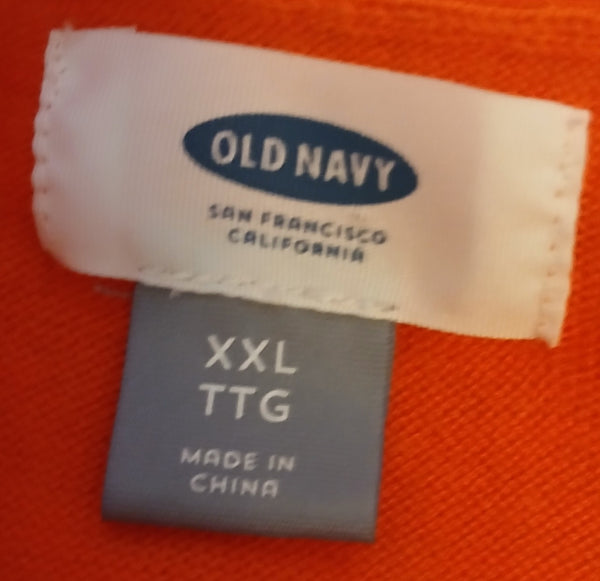 OLD NAVY
SAN FRANCISCO
CALIFORNIA
XXL
TTG
MADE IN
CHINA